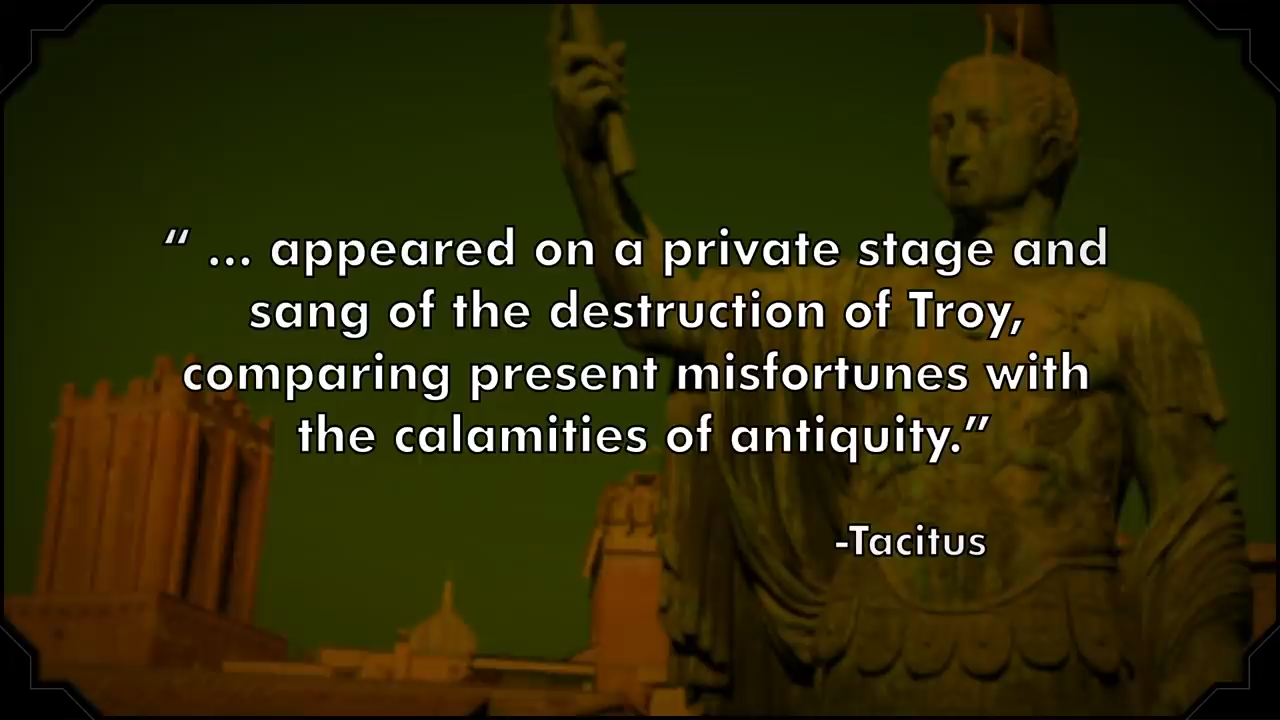 “ ... appeared on a private stage and
sang of the destruction of Troy,
comparing present misfortunes with
the calamities of antiquity.”
-Tacitus